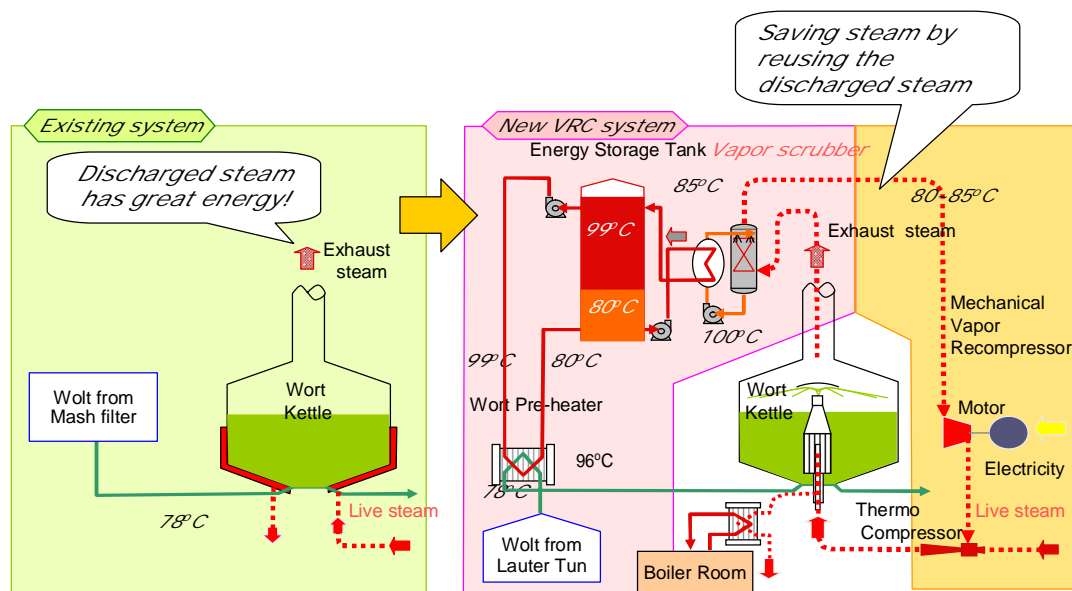 Saving steam by
reusing the
discharged steam
Existing system
Discharged steam
has great energy!
Exhaust
steam
Wort
Kettle
Wolt from
Mash filter
78°C
Live steam
New VRC system
Energy Storage Tank
Vapor scrubber
85°C
80-85°C
99°C
80°C
Exhaust steam
100°C
99°C
80°C
Mechanical
Vapor
Recompressor
Wort Pre-heater
Wort
Kettle
Motor
96°C
78°C
Electricity
Thermo
Compressor
Live steam
Wolt from
Lauter Tun
Boiler Room